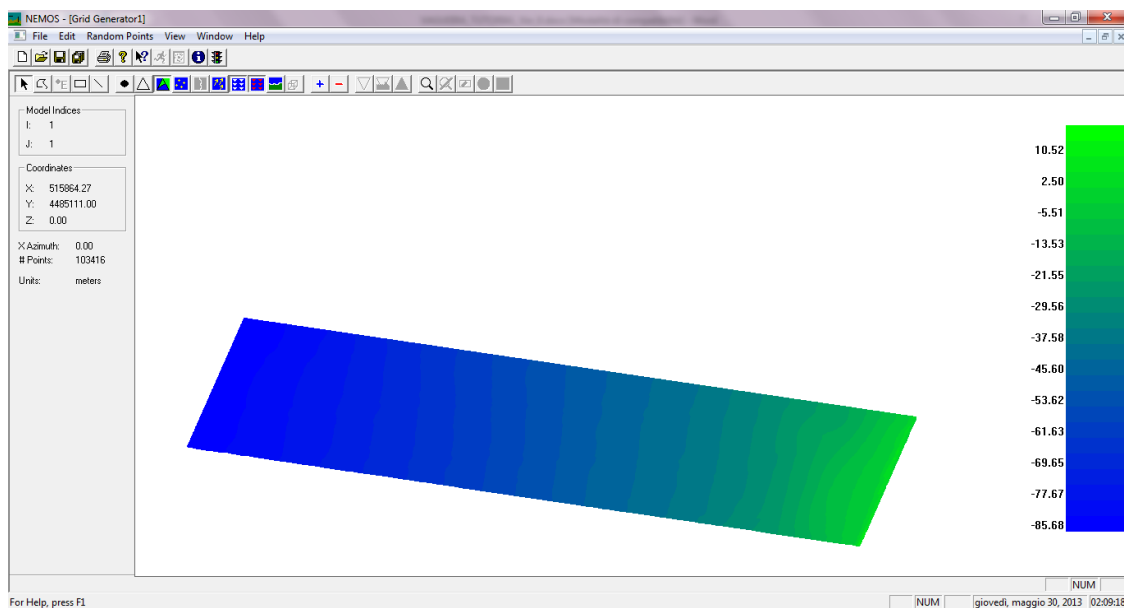 NEMOS - [Grid Generator1]
File Edit Random Points View Window Help
Model Indices
I: 1
J: 1
Coordinates
X: 515864.27
Y: 4485111.00
Z: 0.00
X Azimuth: 0.00
# Points: 103416
Units: meters
10.52
2.50
-5.51
-13.53
-21.55
-29.56
-37.58
-45.60
-53.62
-61.63
-69.65
-77.67
-85.68
NUM
For Help, press F1
NUM
giovedì, maggio 30, 2013 02:09:18